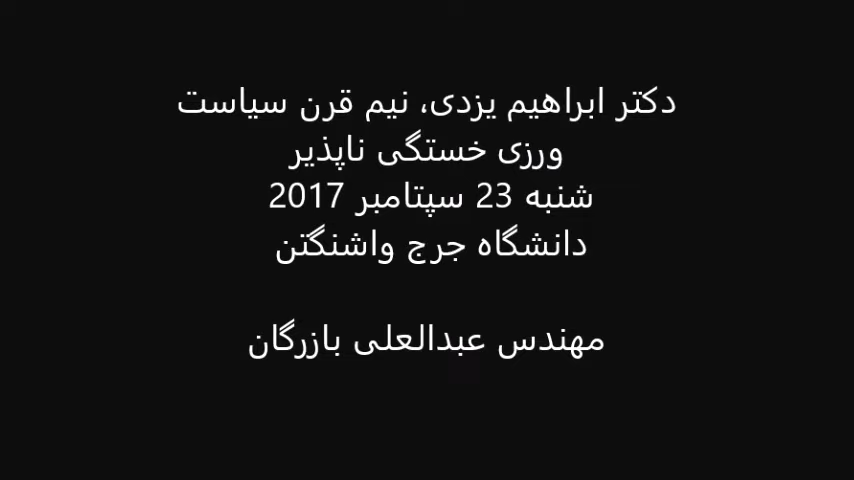 دکتر ابراهیم یزدی، نیم قرن سیاست
ورزی خستگی ناپذیر
شنبه 23 سپتامبر 2017
دانشگاه جرج واشنگتن
مهندس عبدالعلی بازرگان